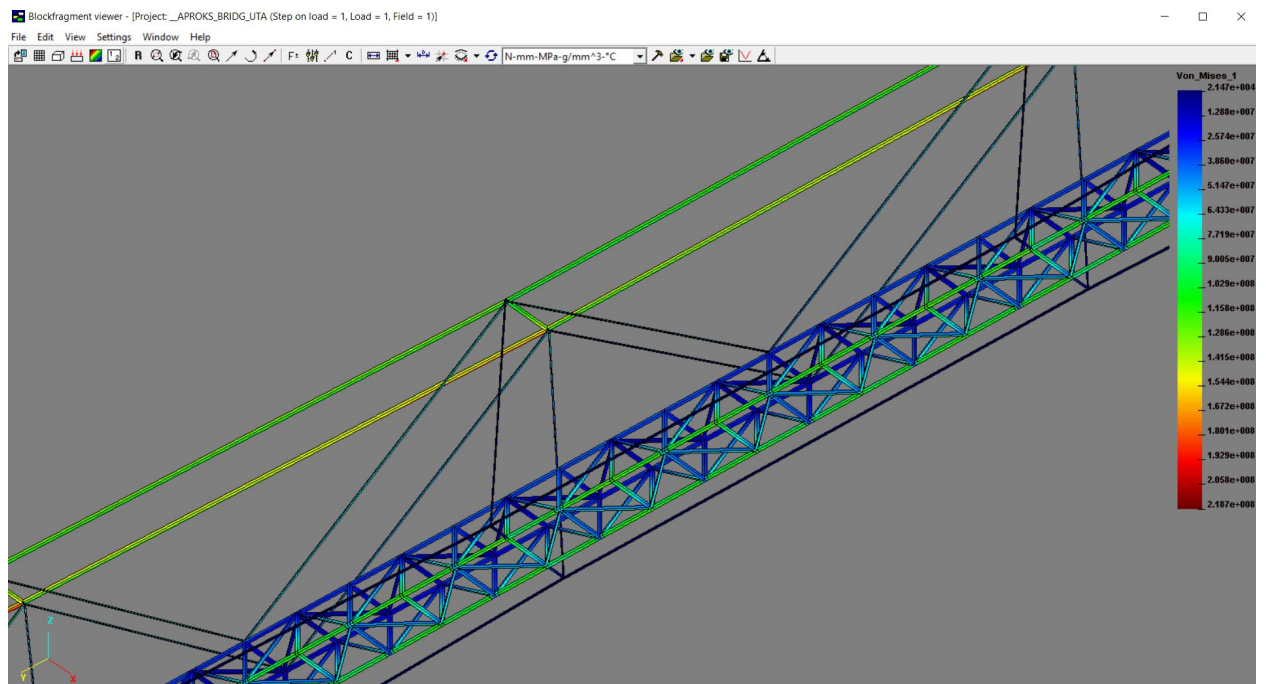 Blockfragment viewer - [Project: __APROKS_BRIDG_UTA (Step on load = 1, Load = 1, Field = 1)]
File Edit View Settings Window Help
R F: C N-mm-MPa-g/mm^3-°C
Von_Mises_1
2.147e+004
1.288e+007
2.574e+007
3.860e+007
5.147e+007
6.433e+007
7.719e+007
9.005e+007
1.029e+008
1.158e+008
1.286e+008
1.415e+008
1.544e+008
1.672e+008
1.801e+008
1.929e+008
2.058e+008
2.187e+008
Z
Y X